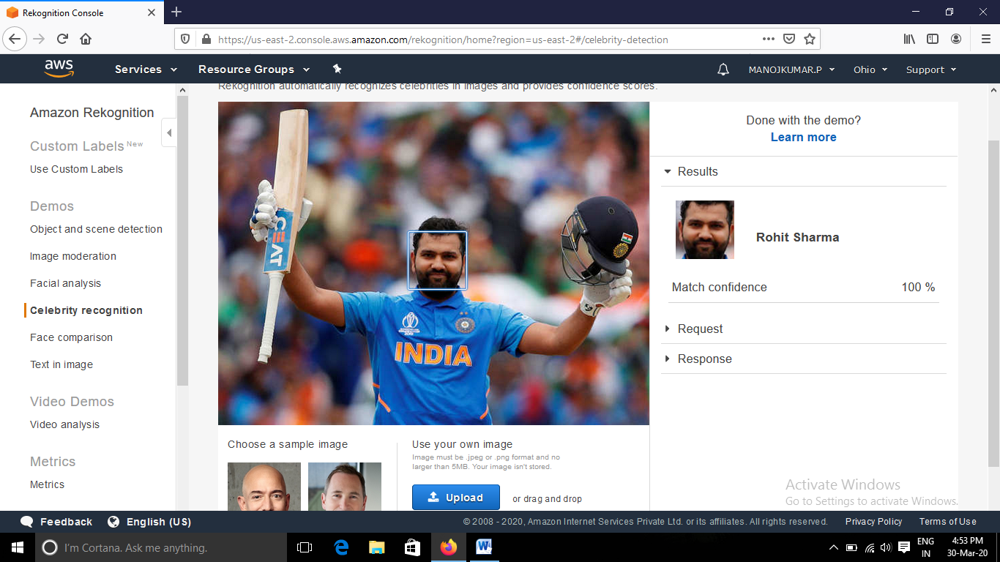 Rekognition Console
https://us-east-2.console.aws.amazon.com/rekognition/home?region=us-east-2#/celebrity-detection
aws
Services
Resource Groups
MANOJKUMAR.P
Ohio
Support
Amazon Rekognition
Custom Labels New
Use Custom Labels
Demos
Object and scene detection
Image moderation
Facial analysis
Celebrity recognition
Face comparison
Text in image
Video Demos
Video analysis
Metrics
Metrics
Rekognition automatically recognizes celebrities in images and provides confidence scores.
CEAT
INDIA
Choose a sample image
Use your own image
Image must be .jpeg or .png format and no
larger than 5MB. Your image isn't stored.
Upload
or drag and drop
Done with the demo?
Learn more
Results
Rohit Sharma
Match confidence 100 %
Request
Response
Activate Windows
Go to Settings to activate Windows.
Feedback
English (US)
© 2008 - 2020, Amazon Internet Services Private Ltd. or its affiliates. All rights reserved.
Privacy Policy
Terms of Use
I'm Cortana. Ask me anything.
ENG
IN
4:53 PM
30-Mar-20